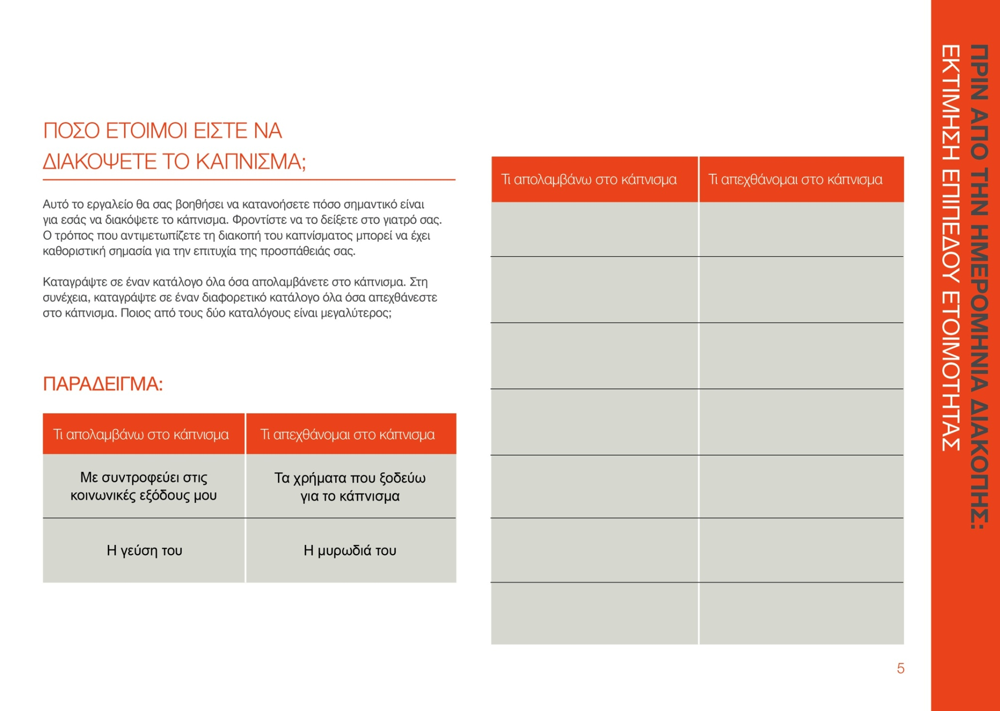 ΠΟΣΟ ΕΤΟΙΜΟΙ ΕΙΣΤΕ ΝΑ
ΔΙΑΚΟΨΕΤΕ ΤΟ ΚΑΠΝΙΣΜΑ;
Αυτό το εργαλείο θα σας βοηθήσει να κατανοήσετε πόσο σημαντικό είναι
για εσάς να διακόψετε το κάπνισμα. Φροντίστε να το δείξετε στο γιατρό σας.
Ο τρόπος που αντιμετωπίζετε τη διακοπή του καπνίσματος μπορεί να έχει
καθοριστική σημασία για την επιτυχία της προσπάθειάς σας.
Καταγράψτε σε έναν κατάλογο όλα όσα απολαμβάνετε στο κάπνισμα. Στη
συνέχεια, καταγράψτε σε έναν διαφορετικό κατάλογο όλα όσα απεχθάνεστε
στο κάπνισμα. Ποιος από τους δύο καταλόγους είναι μεγαλύτερος;
ΠΑΡΑΔΕΙΓΜΑ:
Τι απολαμβάνω στο κάπνισμα
Τι απεχθάνομαι στο κάπνισμα
Με συντροφεύει στις
κοινωνικές εξόδους μου
Τα χρήματα που ξοδεύω
για το κάπνισμα
Η γεύση του
Η μυρωδιά του
Τι απολαμβάνω στο κάπνισμα
Τι απεχθάνομαι στο κάπνισμα
5
ΠΡΙΝ ΑΠΟ ΤΗΝ ΗΜΕΡΟΜΗΝΙΑ ΔΙΑΚΟΠΗΣ:
ΕΚΤΙΜΗΣΗ ΕΠΙΠΕΔΟΥ ΕΤΟΙΜΟΤΗΤΑΣ